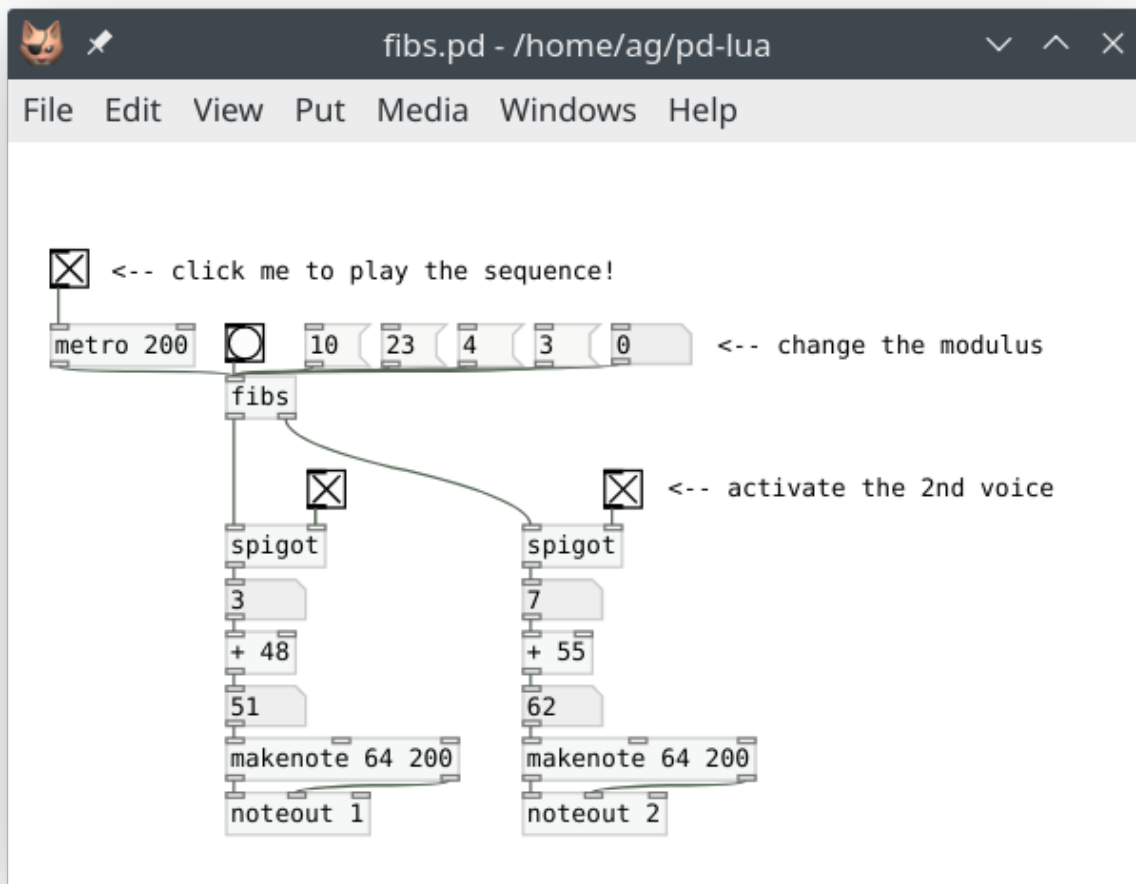 fibs.pd - /home/ag/pd-lua
File Edit View Put Media Windows Help
<-- click me to play the sequence!
metro 200 10 23 4 3 0 <-- change the modulus
fibs
<-- activate the 2nd voice
spigot spigot
3 7
+ 48 + 55
51 62
makenote 64 200 makenote 64 200
noteout 1 noteout 2